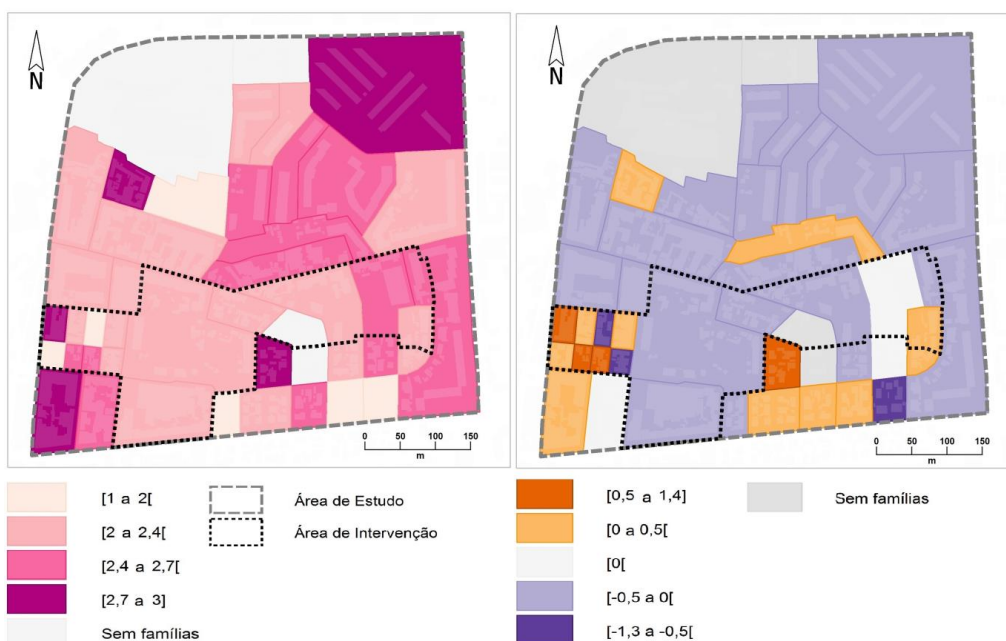 N
0 50 100 150
m
[1 a 2[
[2 a 2,4[
[2,4 a 2,7[
[2,7 a 3]
Sem famílias
Área de Estudo
Área de Intervenção
N
0 50 100 150
m
[0,5 a 1,4]
[0 a 0,5[
[0[
[-0,5 a 0[
[-1,3 a -0,5[
Sem famílias